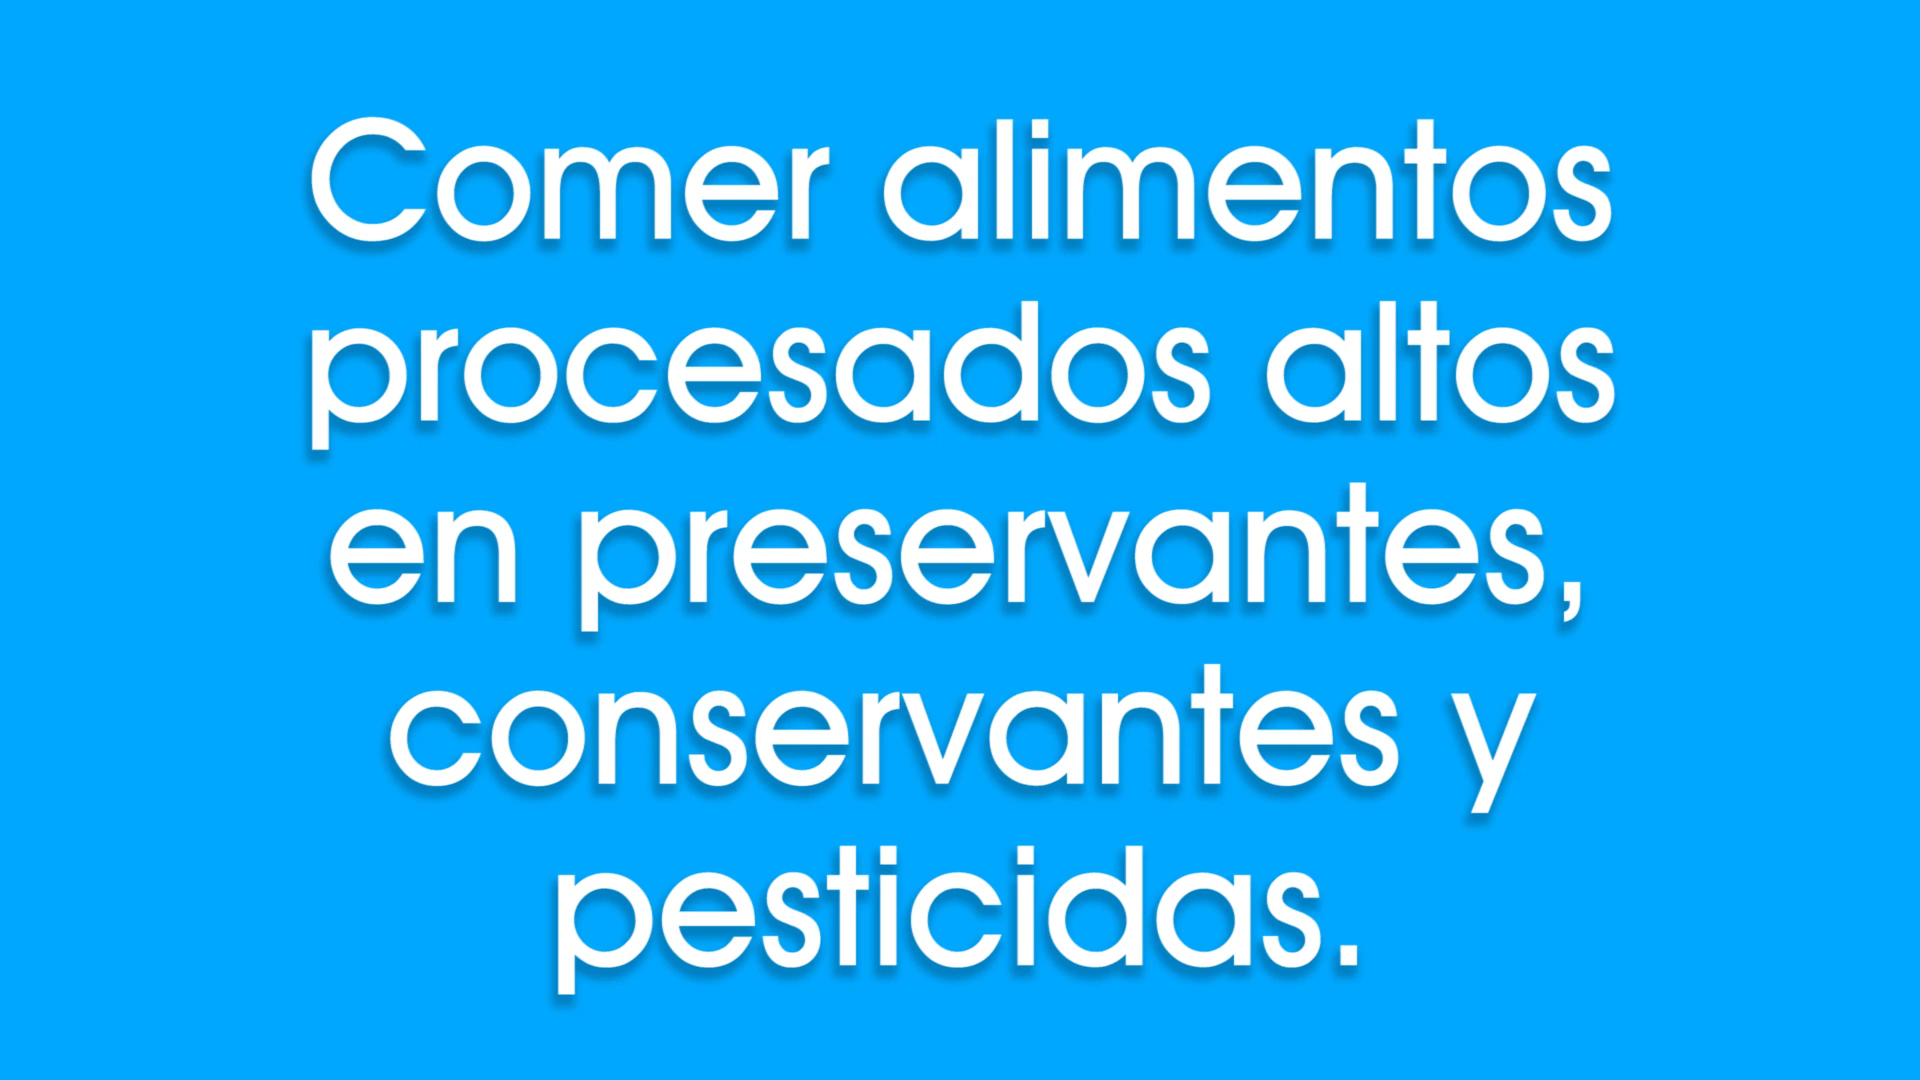 Comer alimentos
procesados altos
en preservantes,
conservantes y
pesticidas.